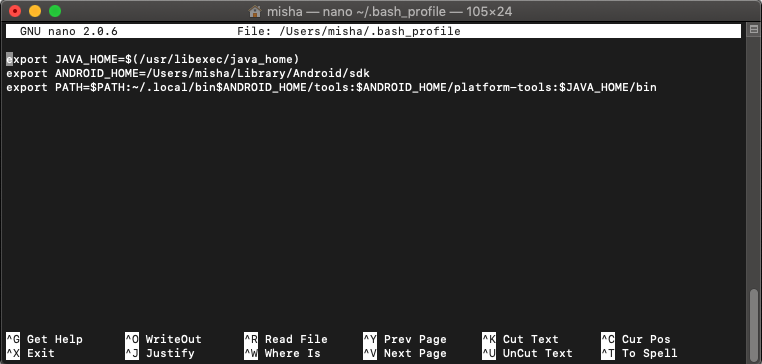 misha — nano ~/.bash_profile — 105×24
GNU nano 2.0.6 File: /Users/misha/.bash_profile
export JAVA_HOME=$(/usr/libexec/java_home)
export ANDROID_HOME=/Users/misha/Library/Android/sdk
export PATH=$PATH:~/.local/bin$ANDROID_HOME/tools:$ANDROID_HOME/platform-tools:$JAVA_HOME/bin
^G Get Help ^O WriteOut ^R Read File ^Y Prev Page ^K Cut Text ^C Cur Pos
^X Exit ^J Justify ^W Where Is ^V Next Page ^U UnCut Text ^T To Spell